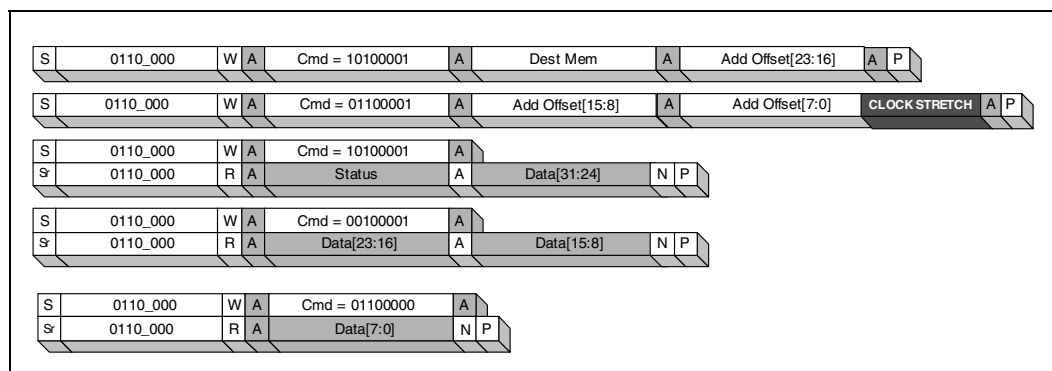 S 0110_000 W A Cmd = 10100001 A Dest Mem A Add Offset[23:16] A P
S 0110_000 W A Cmd = 01100001 A Add Offset[15:8] A Add Offset[7:0] CLOCK STRETCH A P
S 0110_000 W A Cmd = 10100001 A
Sr 0110_000 R A Status A Data[31:24] N P
S 0110_000 W A Cmd = 00100001 A
Sr 0110_000 R A Data[23:16] A Data[15:8] N P
S 0110_000 W A Cmd = 01100000 A
Sr 0110_000 R A Data[7:0] N P